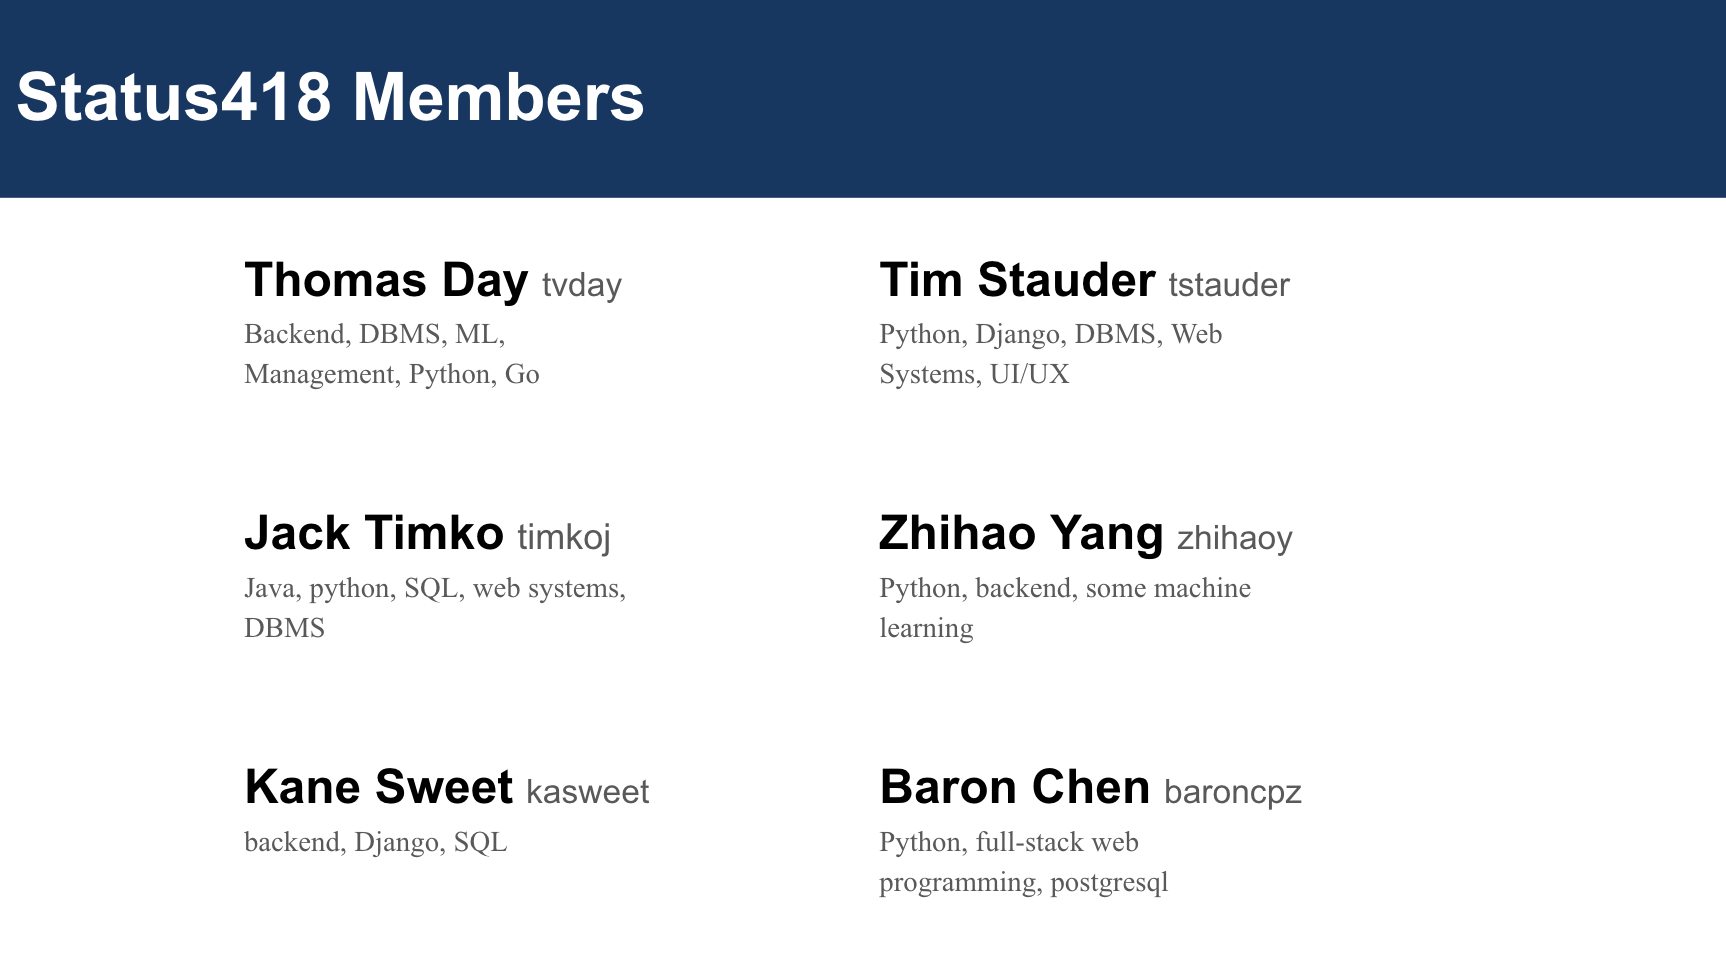 Status418 Members
Thomas Day tvday
Backend, DBMS, ML,
Management, Python, Go
Tim Stauder tstauder
Python, Django, DBMS, Web
Systems, UI/UX
Jack Timko timkoj
Java, python, SQL, web systems,
DBMS
Zhihao Yang zhihaoy
Python, backend, some machine
learning
Kane Sweet kasweet
backend, Django, SQL
Baron Chen baroncpz
Python, full-stack web
programming, postgresql